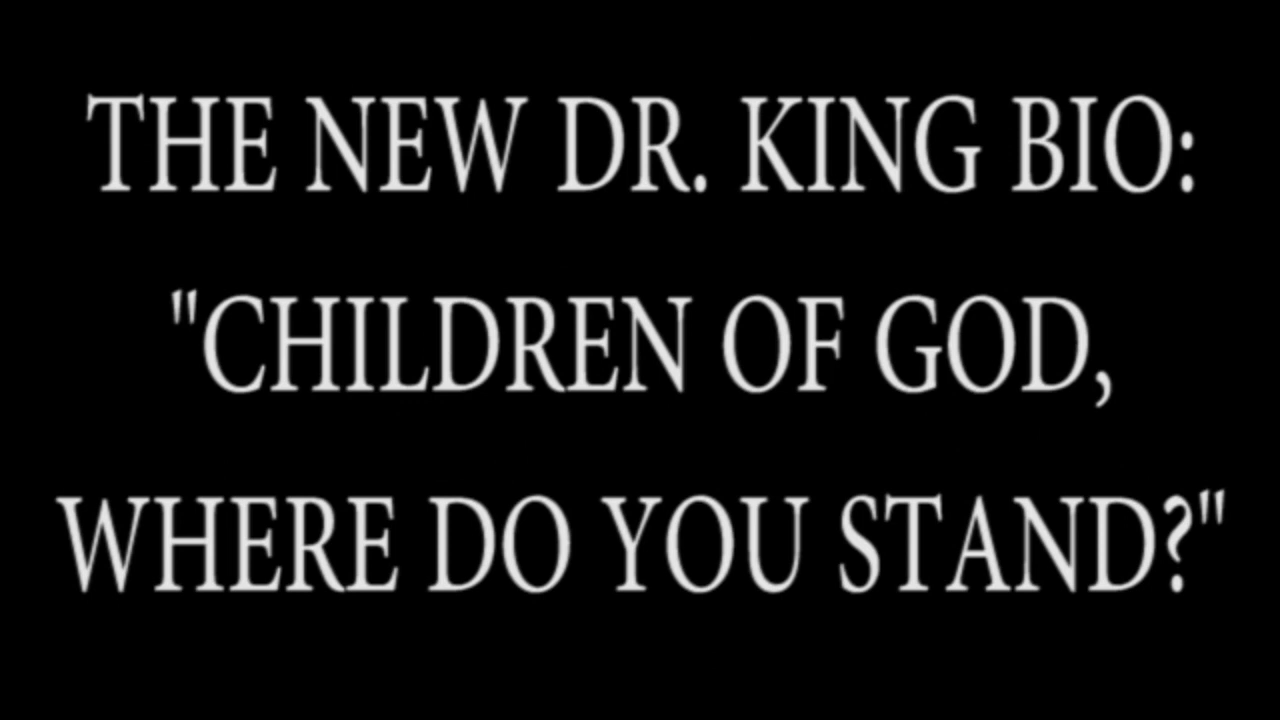 THE NEW DR. KING BIO:
"CHILDREN OF GOD,
WHERE DO YOU STAND?"